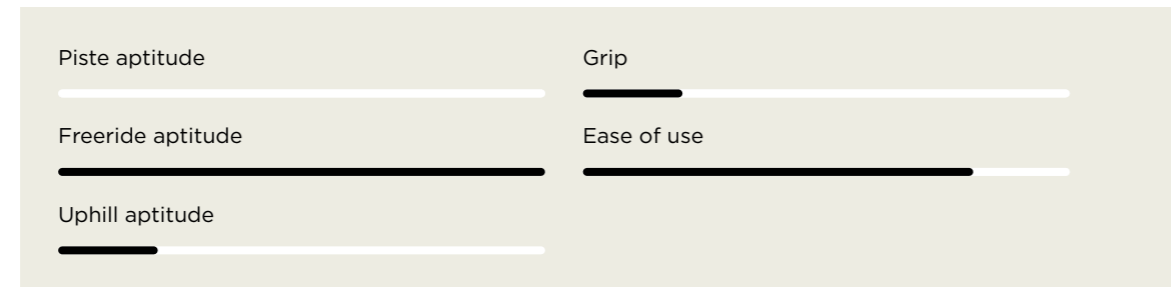 Piste aptitude
Grip
Freeride aptitude
Ease of use
Uphill aptitude